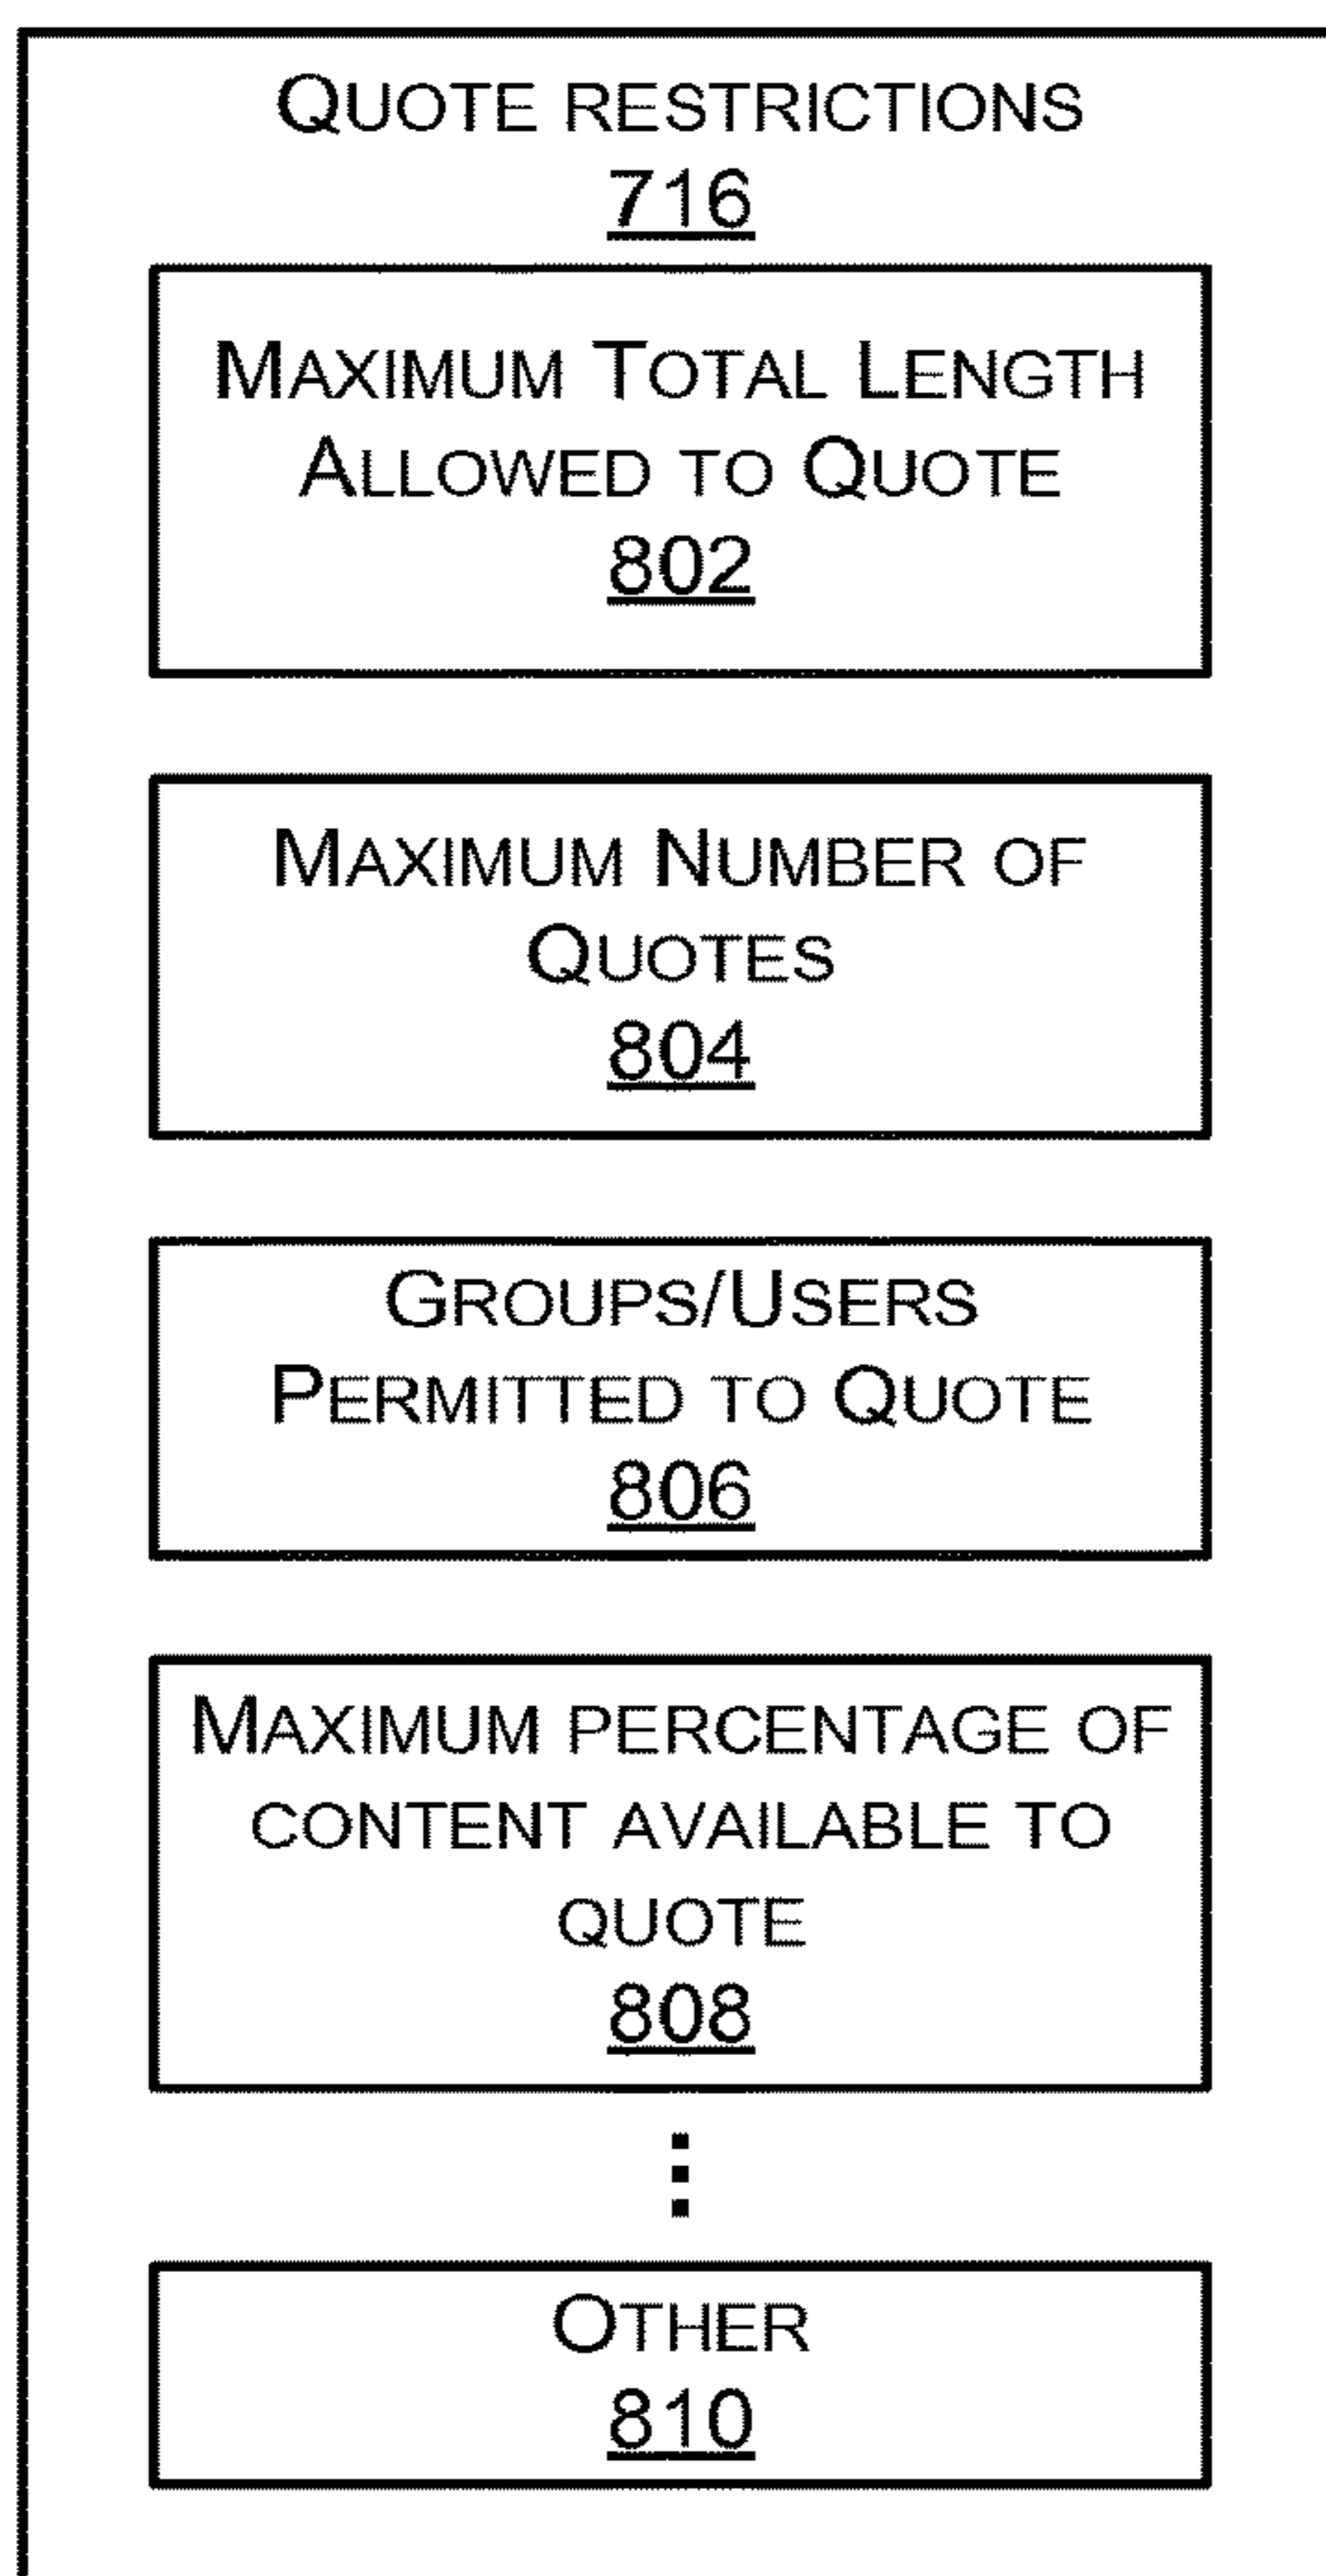 QUOTE RESTRICTIONS
716
MAXIMUM TOTAL LENGTH
ALLOWED TO QUOTE
802
MAXIMUM NUMBER OF
QUOTES
804
GROUPS/USERS
PERMITTED TO QUOTE
806
MAXIMUM PERCENTAGE OF
CONTENT AVAILABLE TO
QUOTE
808
OTHER
810